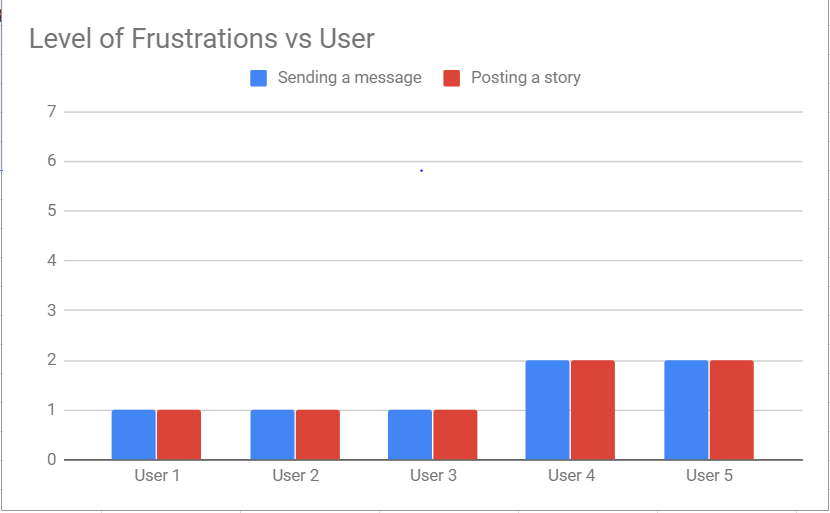 Level of Frustrations vs User
Sending a message Posting a story
7
6
5
4
3
2
1
0
User 1 User 2 User 3 User 4 User 5